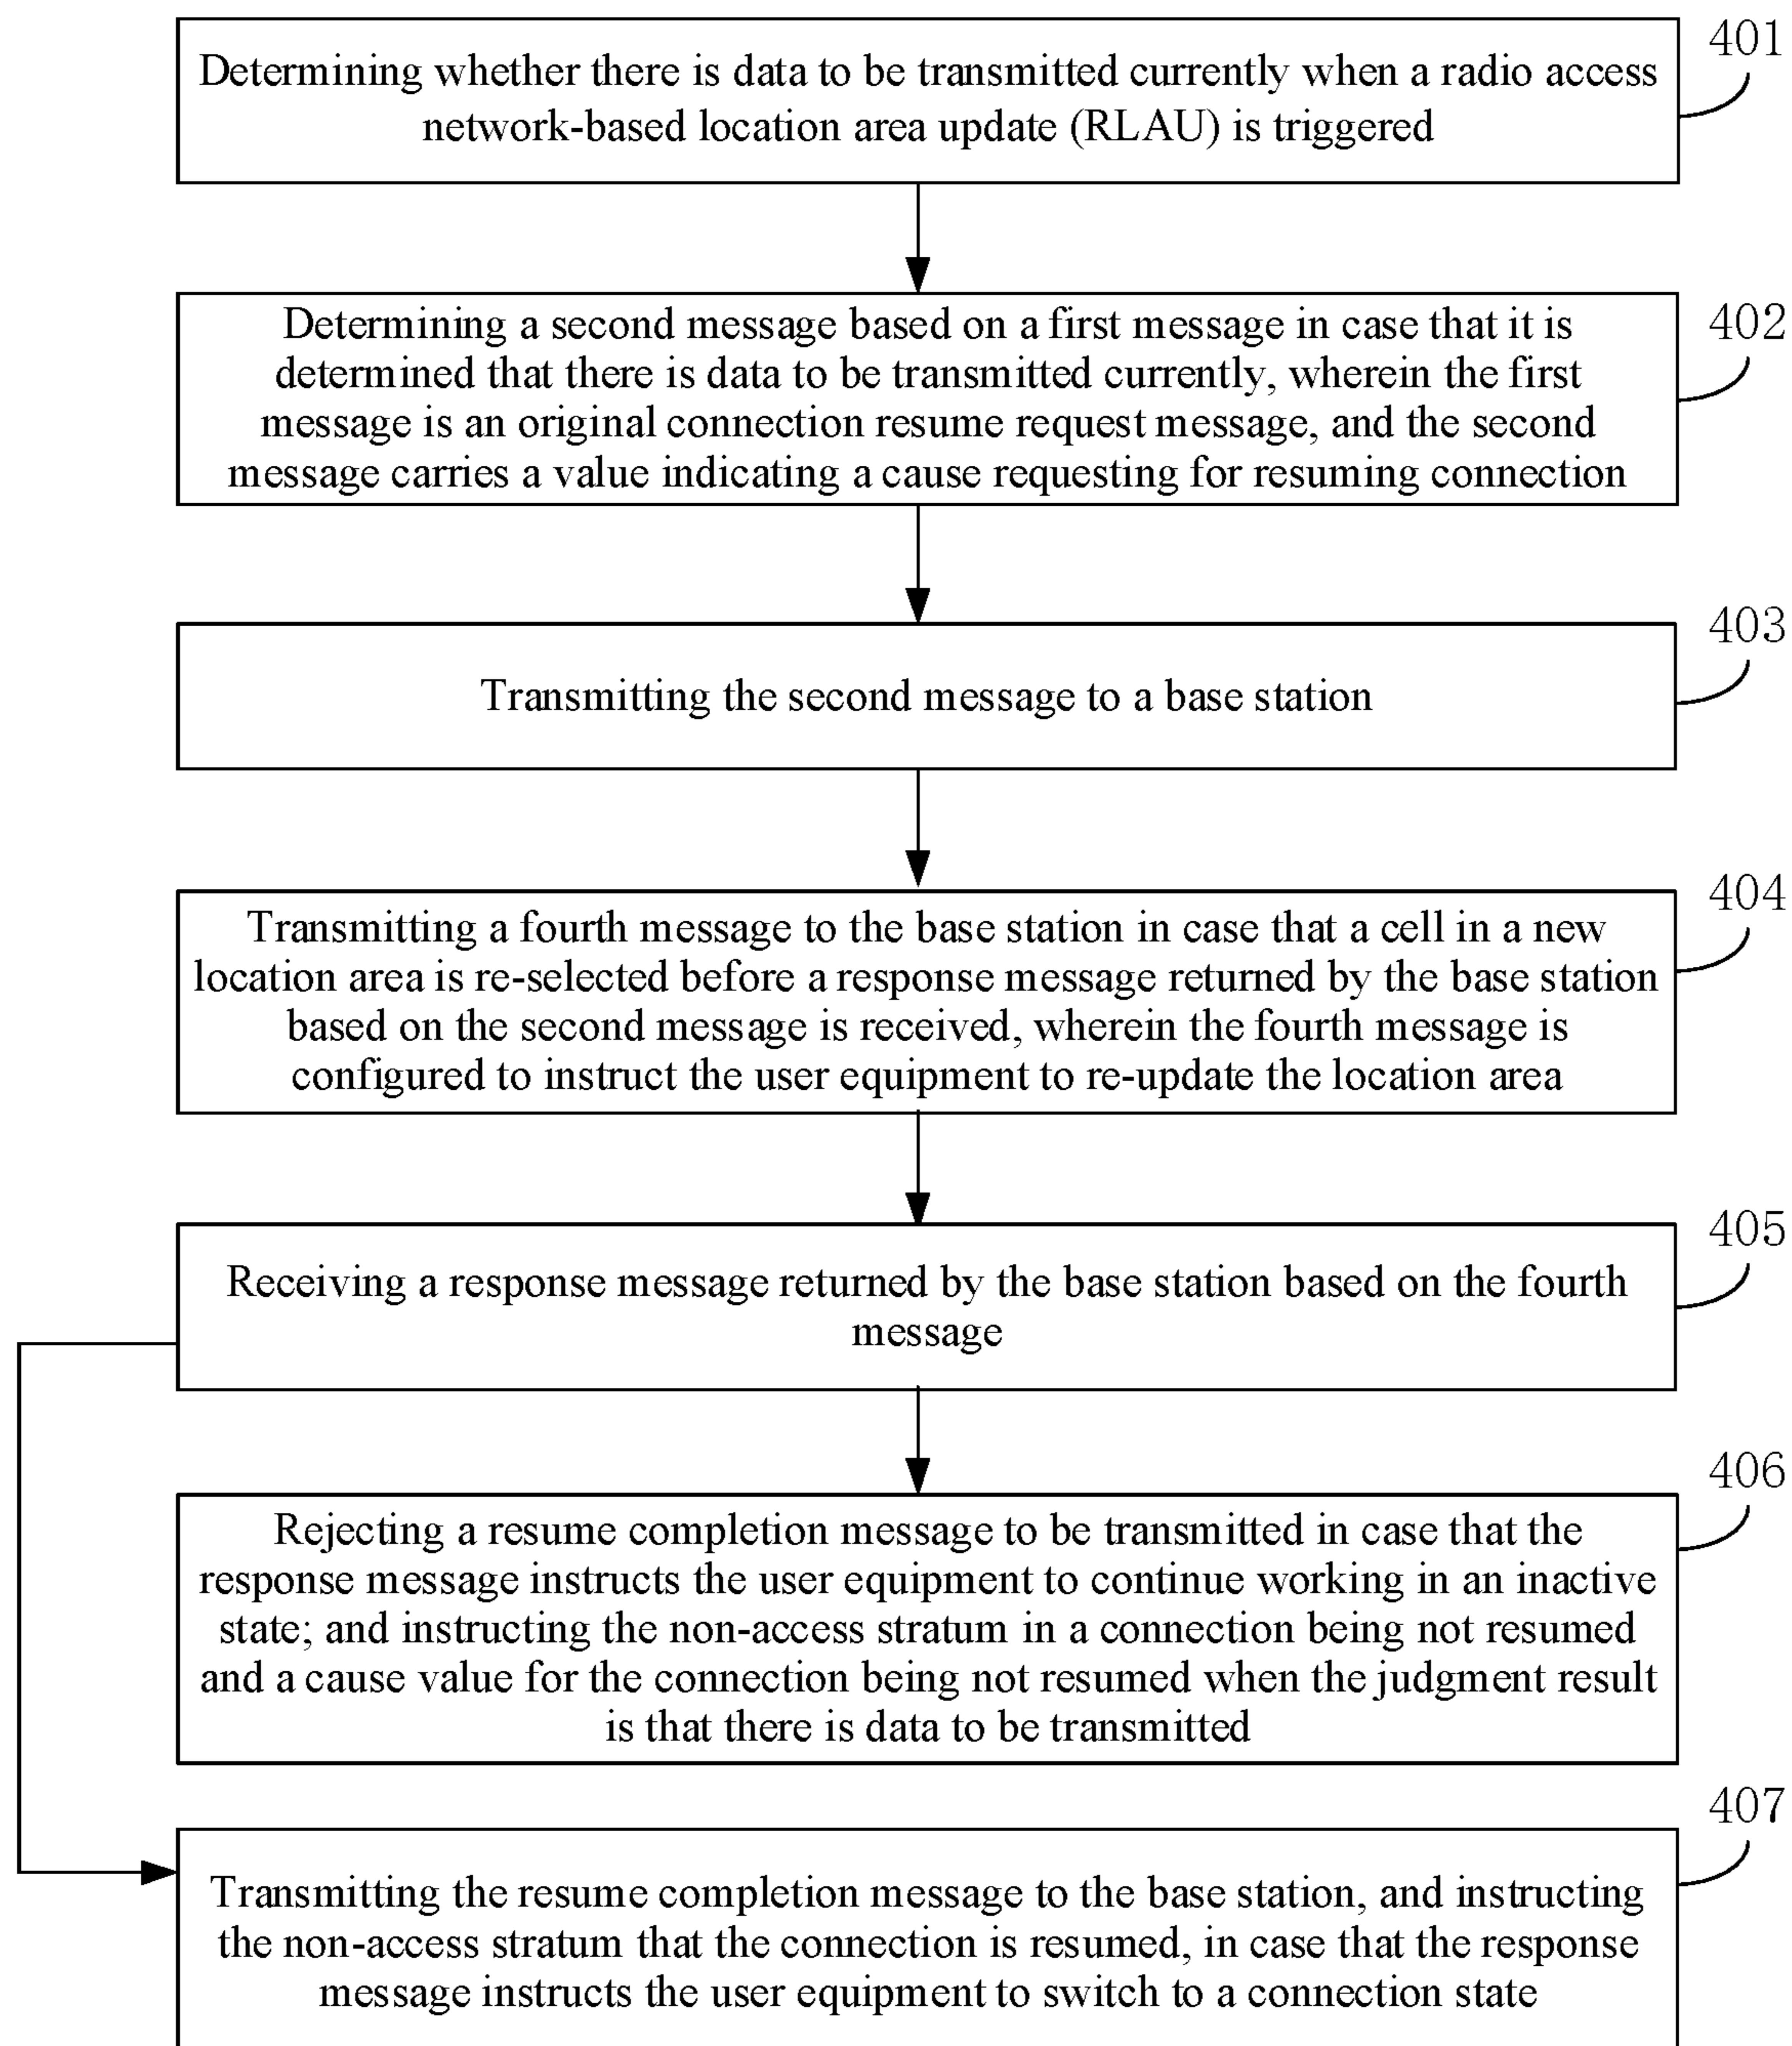 401
Determining whether there is data to be transmitted currently when a radio access
network-based location area update (RLAU) is triggered
402
Determining a second message based on a first message in case that it is
determined that there is data to be transmitted currently, wherein the first
message is an original connection resume request message, and the second
message carries a value indicating a cause requesting for resuming connection
403
Transmitting the second message to a base station
404
Transmitting a fourth message to the base station in case that a cell in a new
location area is re-selected before a response message returned by the base station
based on the second message is received, wherein the fourth message is
configured to instruct the user equipment to re-update the location area
405
Receiving a response message returned by the base station based on the fourth
message
406
Rejecting a resume completion message to be transmitted in case that the
response message instructs the user equipment to continue working in an inactive
state; and instructing the non-access stratum in a connection being not resumed
and a cause value for the connection being not resumed when the judgment result
is that there is data to be transmitted
407
Transmitting the resume completion message to the base station, and instructing
the non-access stratum that the connection is resumed, in case that the response
message instructs the user equipment to switch to a connection state